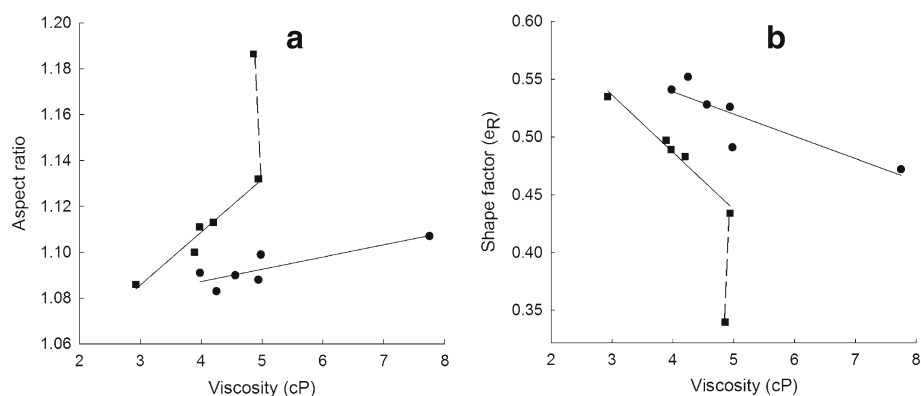 a
1.20
1.18
1.16
1.14
1.12
1.10
1.08
1.06
Aspect ratio
2 3 4 5 6 7 8
Viscosity (cP)
b
0.60
0.55
0.50
0.45
0.40
0.35
Shape factor (eR)
2 3 4 5 6 7 8
Viscosity (cP)